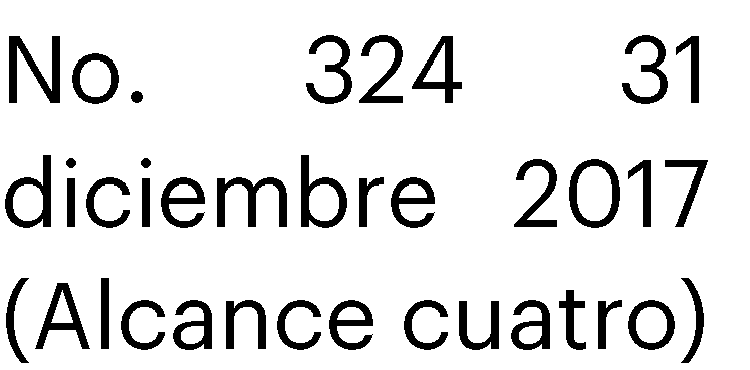 No. 324 31
diciembre 2017
(Alcance cuatro)